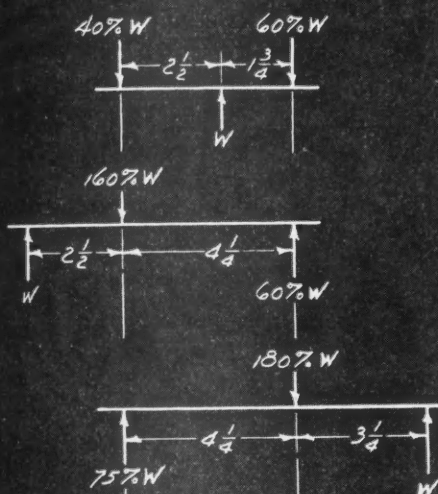 40% W 60% W
2 1/2 1 3/4
W
160% W
2 1/2 4 1/4
W
60% W
180% W
4 1/4 3 1/4
75% W
W